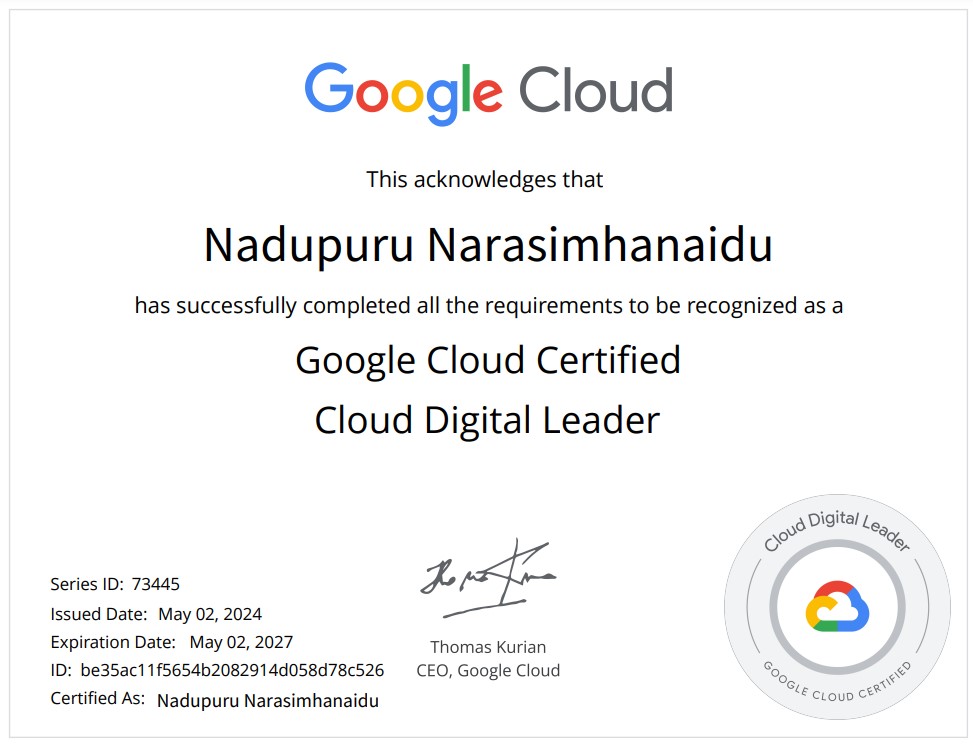 Google Cloud
This acknowledges that
Nadupuru Narasimhanaidu
has successfully completed all the requirements to be recognized as a
Google Cloud Certified
Cloud Digital Leader
Series ID: 73445
Issued Date: May 02, 2024
Expiration Date: May 02, 2027
ID: be35ac11f5654b2082914d058d78c526
Certified As: Nadupuru Narasimhanaidu
Thomas Kurian
CEO, Google Cloud
Cloud Digital Leader
GOOGLE CLOUD CERTIFIED